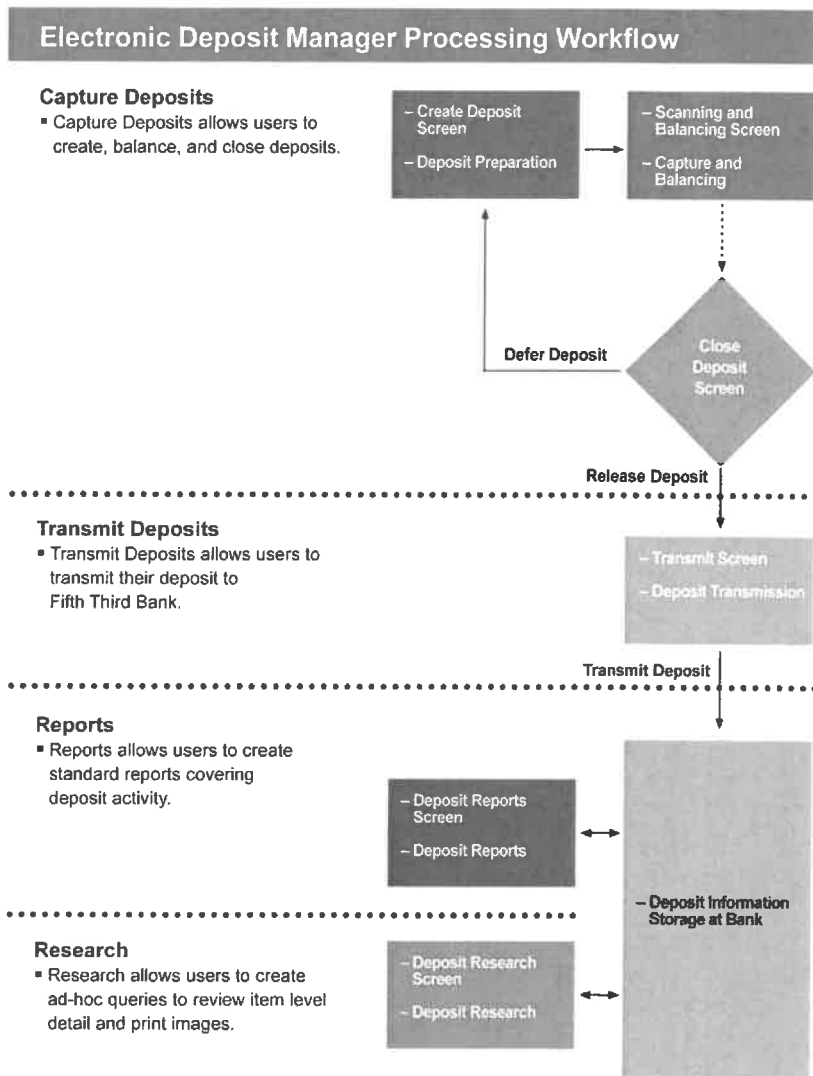 Electronic Deposit Manager Processing Workflow
Capture Deposits
▪ Capture Deposits allows users to
create, balance, and close deposits.
– Create Deposit
Screen
– Deposit Preparation
– Scanning and
Balancing Screen
– Capture and
Balancing
Defer Deposit
Close
Deposit
Screen
Release Deposit
Transmit Deposits
▪ Transmit Deposits allows users to
transmit their deposit to
Fifth Third Bank.
– Transmit Screen
– Deposit Transmission
Transmit Deposit
Reports
▪ Reports allows users to create
standard reports covering
deposit activity.
– Deposit Reports
Screen
– Deposit Reports
– Deposit Information
Storage at Bank
Research
▪ Research allows users to create
ad-hoc queries to review item level
detail and print images.
– Deposit Research
Screen
– Deposit Research